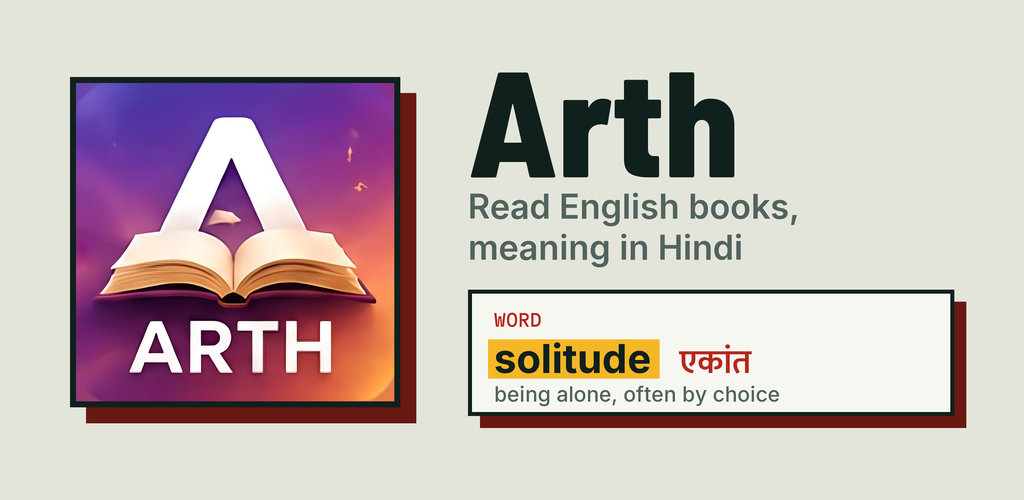 A
ARTH
Arth
Read English books,
meaning in Hindi
WORD
solitude एकांत
being alone, often by choice